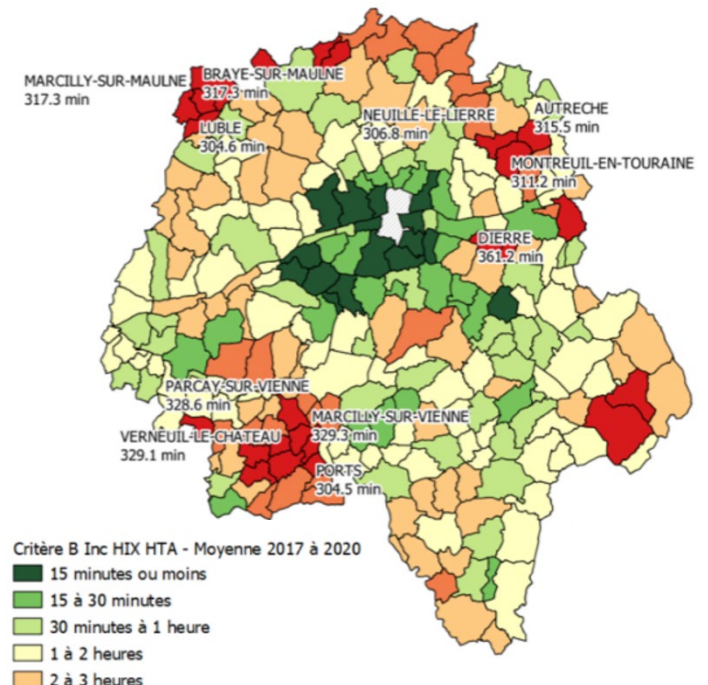 MARCILLY-SUR-MAULNE
317.3 min
BRAYE-SUR-MAULNE
317.3 min
LUBLE
304.6 min
NEUILLE-LE-LIERRE
306.8 min
AUTRECHE
315.5 min
MONTREUIL-EN-TOURAINE
311.2 min
DIERRE
361.2 min
PARCAY-SUR-VIENNE
328.6 min
VERNEUIL-LE-CHATEAU
329.1 min
MARCILLY-SUR-VIENNE
329.3 min
PORTS
304.5 min
Critère B Inc HIX HTA - Moyenne 2017 à 2020
15 minutes ou moins
15 à 30 minutes
30 minutes à 1 heure
1 à 2 heures
2 à 3 heures